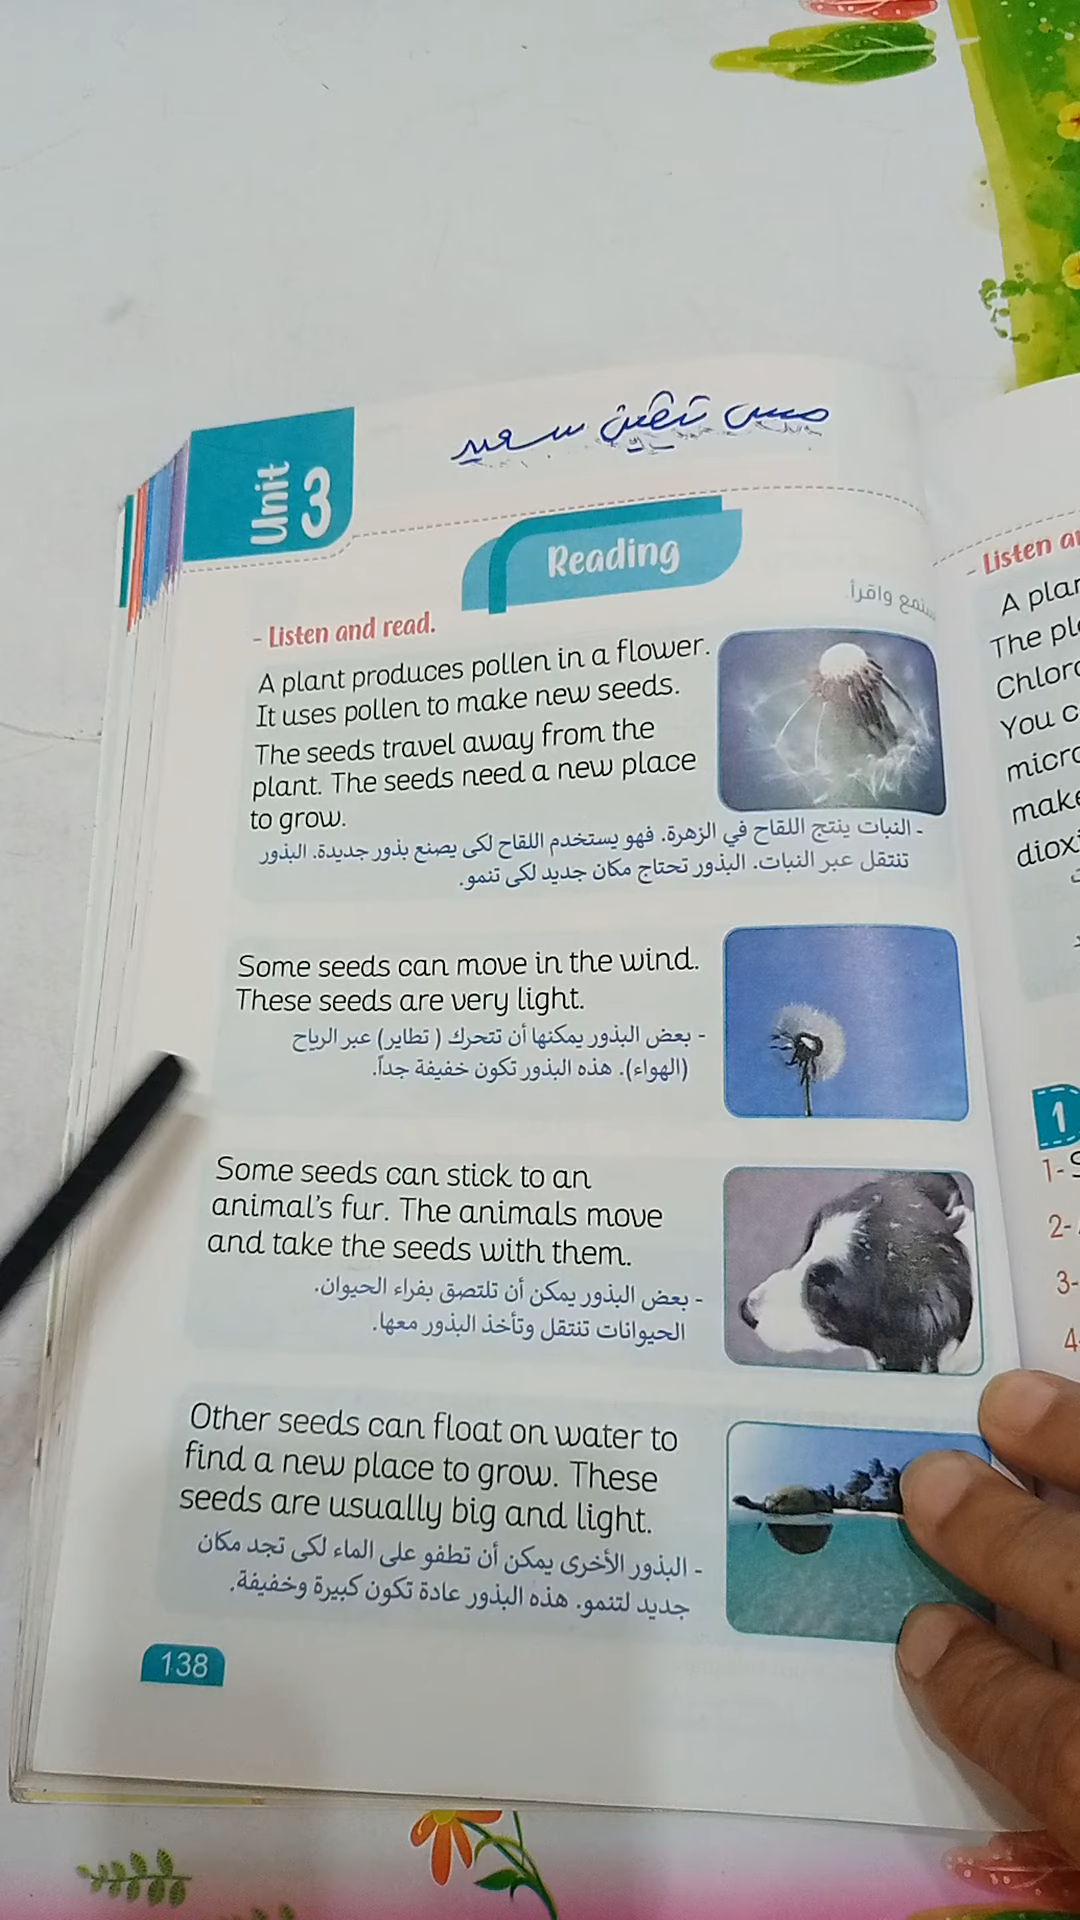 ميس تقين سعيد
Unit
3
Reading
- Listen and read.
ستمع واقرأ.
A plant produces pollen in a flower.
It uses pollen to make new seeds.
The seeds travel away from the
plant. The seeds need a new place
to grow.
- النبات ينتج اللقاح في الزهرة. فهو يستخدم اللقاح لكى يصنع بذور جديدة. البذور
تنتقل عبر النبات. البذور تحتاج مكان جديد لكى تنمو.
Some seeds can move in the wind.
These seeds are very light.
- بعض البذور يمكنها أن تتحرك ( تطاير) عبر الرياح
(الهواء). هذه البذور تكون خفيفة جداً.
Some seeds can stick to an
animal's fur. The animals move
and take the seeds with them.
- بعض البذور يمكن أن تلتصق بفراء الحيوان.
الحيوانات تنتقل وتأخذ البذور معها.
Other seeds can float on water to
find a new place to grow. These
seeds are usually big and light.
- البذور الأخرى يمكن أن تطفو على الماء لكى تجد مكان
جديد لتنمو. هذه البذور عادة تكون كبيرة وخفيفة.
138
- Listen a
A plan
The pl
Chloro
You c
micro
make
dioxi
1
1- S
2-
3-
4